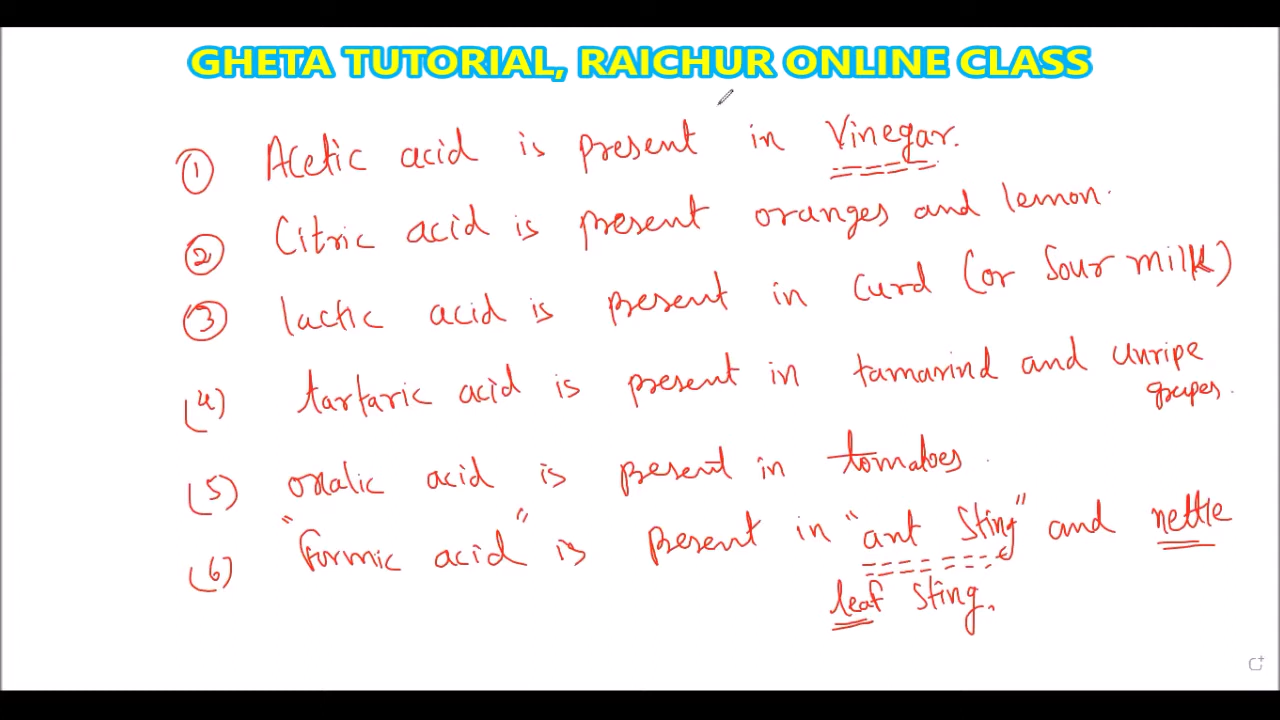 GHETA TUTORIAL, RAICHUR ONLINE CLASS
① Acetic acid is present in Vinegar.
② Citric acid is present oranges and lemon.
③ lactic acid is present in curd (or Sour milk)
(4) tartaric acid is present in tamarind and unripe
grapes.
(5) oxalic acid is present in tomatoes.
(6) "Formic acid" is present in "ant Sting" and nettle
leaf Sting.